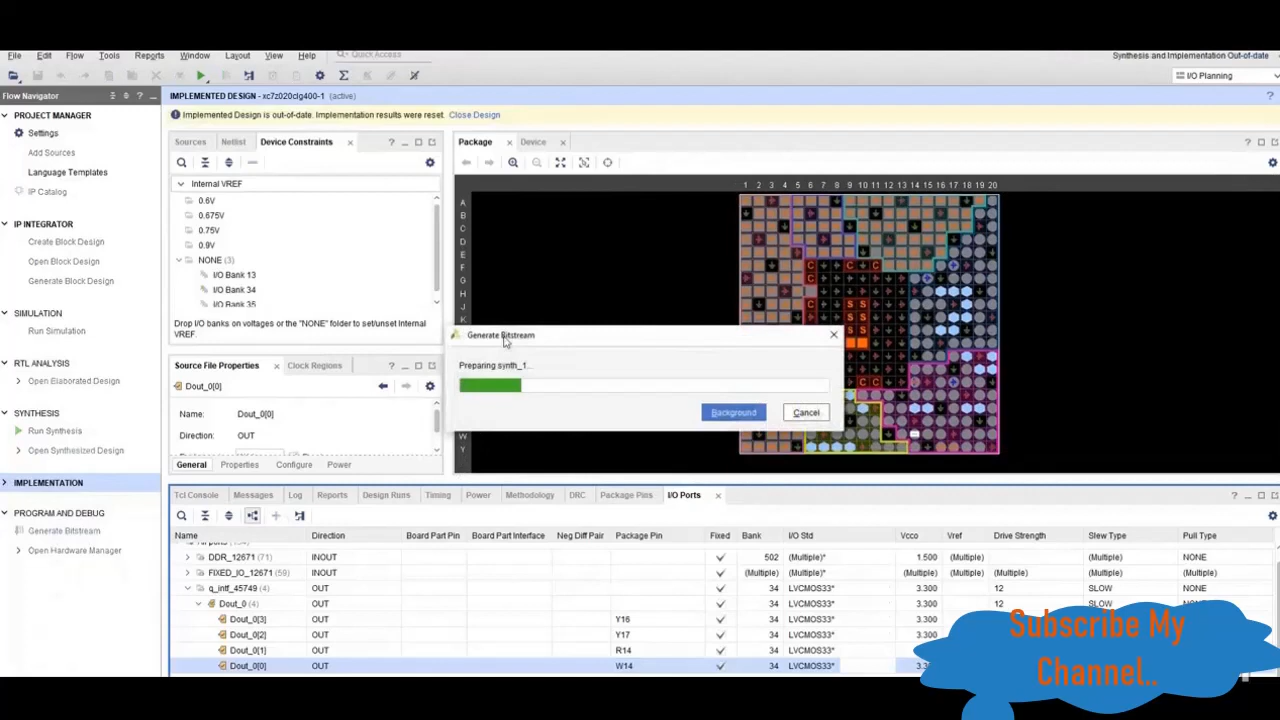 File Edit Flow Tools Reports Window Layout View Help Quick Access Synthesis and Implementation Out-of-date
I/O Planning
Flow Navigator
IMPLEMENTED DESIGN - xc7z020clg400-1 (active)
PROJECT MANAGER
Implemented Design is out-of-date. Implementation results were reset. Close Design
Settings
Add Sources
Language Templates
IP Catalog
IP INTEGRATOR
Create Block Design
Open Block Design
Generate Block Design
SIMULATION
Run Simulation
RTL ANALYSIS
Open Elaborated Design
SYNTHESIS
Run Synthesis
Open Synthesized Design
IMPLEMENTATION
PROGRAM AND DEBUG
Generate Bitstream
Open Hardware Manager
Sources Netlist Device Constraints
Internal VREF
0.6V
0.675V
0.75V
0.9V
NONE (3)
I/O Bank 13
I/O Bank 34
I/O Bank 35
Drop I/O banks on voltages or the "NONE" folder to set/unset Internal
VREF.
Source File Properties Clock Regions
Dout_0[0]
Name: Dout_0[0]
Direction: OUT
General Properties Configure Power
Package Device
1 2 3 4 5 6 7 8 9 10 11 12 13 14 15 16 17 18 19 20
A
B
C
D
E
F
G
H
J
W
Y
Generate Bitstream
Preparing synth_1...
Background Cancel
Tcl Console Messages Log Reports Design Runs Timing Power Methodology DRC Package Pins I/O Ports
Name Direction Board Part Pin Board Part Interface Neg Diff Pair Package Pin Fixed Bank I/O Std Vcco Vref Drive Strength Slew Type Pull Type
DDR_12671 (71) INOUT 502 (Multiple)* 1.500 (Multiple) (Multiple) (Multiple) NONE
FIXED_IO_12671 (59) INOUT (Multiple) (Multiple)* (Multiple) (Multiple) (Multiple) (Multiple) NONE
q_intf_45749 (4) OUT 34 LVCMOS33* 3.300 12 SLOW NONE
Dout_0 (4) OUT 34 LVCMOS33* 3.300 12 SLOW NONE
Dout_0[3] OUT Y16 34 LVCMOS33* 3.300
Dout_0[2] OUT Y17 34 LVCMOS33* 3.300
Dout_0[1] OUT R14 34 LVCMOS33* 3.300
Dout_0[0] OUT W14 34 LVCMOS33*
Subscribe My
Channel..